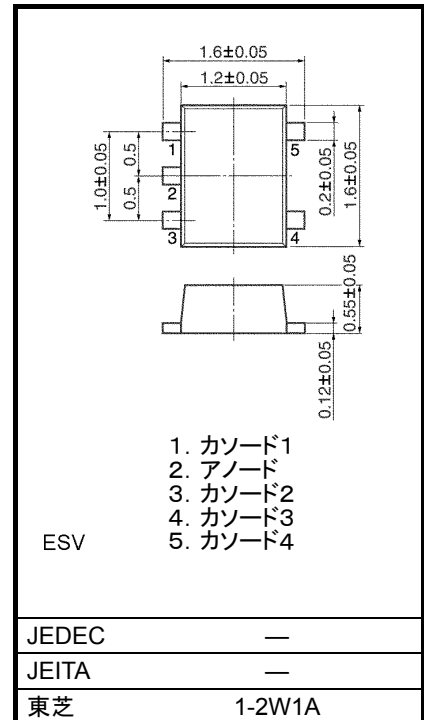 1.6±0.05
1.2±0.05
1
5
1.0±0.05
0.5
0.5
2
0.2±0.05
1.6±0.05
3
4
0.55±0.05
0.12±0.05
1. カソード1
2. アノード
3. カソード2
4. カソード3
ESV 5. カソード4
JEDEC ―
JEITA ―
東芝 1-2W1A